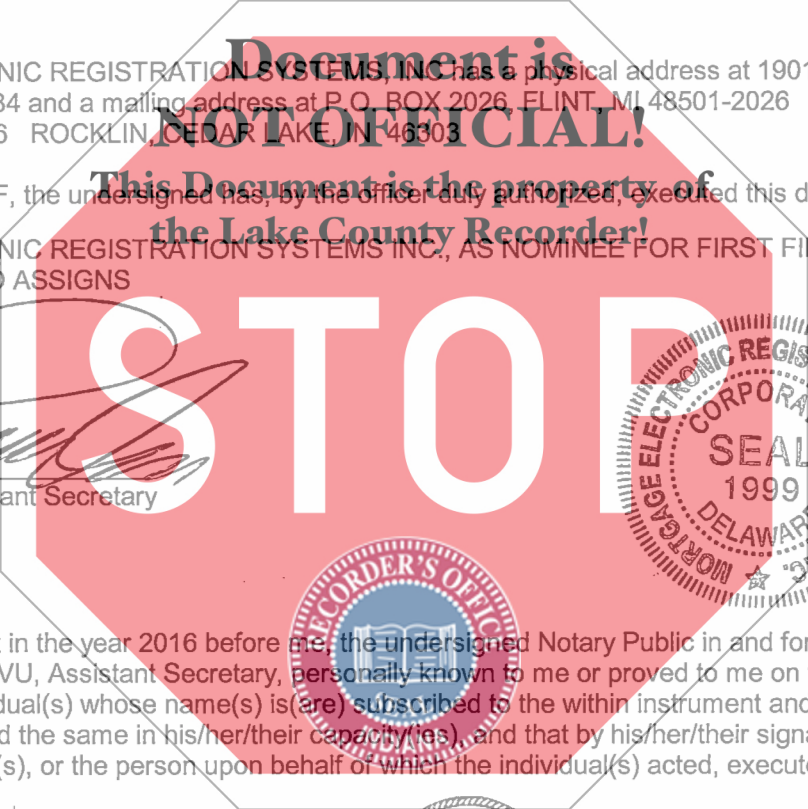 Document is
NIC REGISTRATION SYSTEMS, INC has a physical address at 1901
34 and a mailing address at P.O. BOX 2026, FLINT, MI 48501-2026
NOT OFFICIAL!
6 ROCKLIN, CEDAR LAKE, IN 46303
This Document is the property of
F, the undersigned has, by the officer duly authorized, executed this d
the Lake County Recorder!
NIC REGISTRATION SYSTEMS INC., AS NOMINEE FOR FIRST FI
ASSIGNS
STOP
MORTGAGE ELECTRONIC REGIS
CORPORA
SEAL
1999
DELAWAR
ant Secretary
RECORDER'S OFFIC
INDIANA
in the year 2016 before me, the undersigned Notary Public in and for
VU, Assistant Secretary, personally known to me or proved to me on
dual(s) whose name(s) is(are) subscribed to the within instrument and
d the same in his/her/their capacity(ies), and that by his/her/their signa
(s), or the person upon behalf of which the individual(s) acted, execute